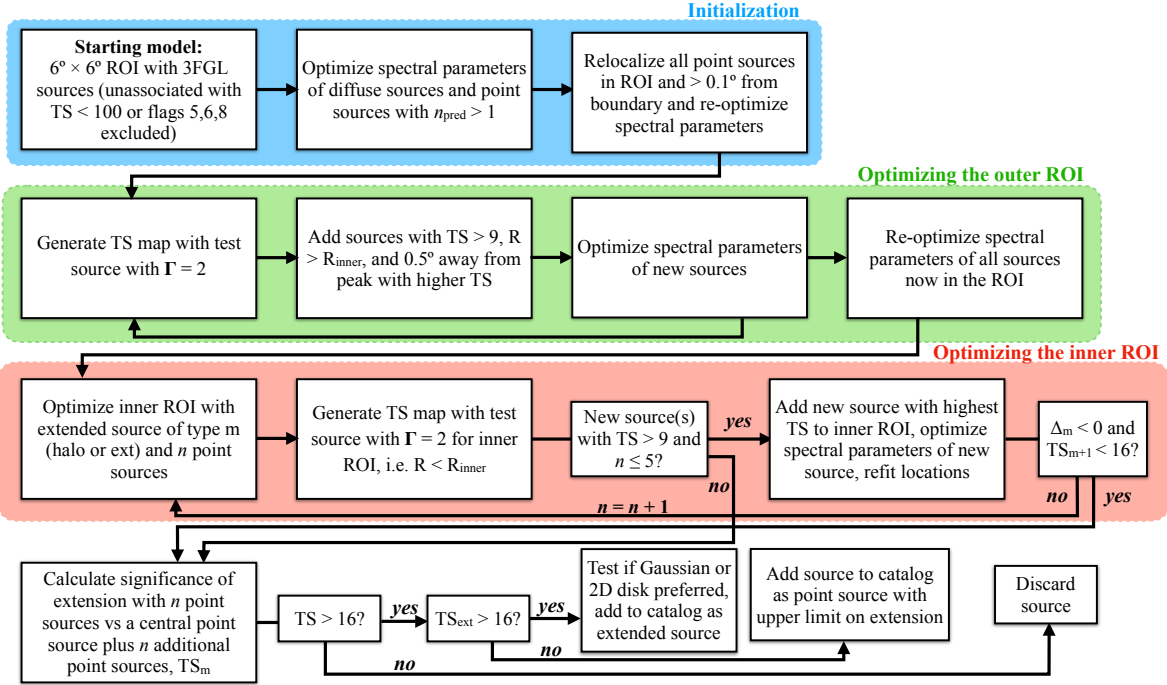 Initialization
Starting model:
6º × 6º ROI with 3FGL
sources (unassociated with
TS < 100 or flags 5,6,8
excluded)
Optimize spectral parameters
of diffuse sources and point
sources with npred > 1
Relocalize all point sources
in ROI and > 0.1º from
boundary and re-optimize
spectral parameters
Optimizing the outer ROI
Generate TS map with test
source with Γ = 2
Add sources with TS > 9, R
> Rinner, and 0.5º away from
peak with higher TS
Optimize spectral parameters
of new sources
Re-optimize spectral
parameters of all sources
now in the ROI
Optimizing the inner ROI
Optimize inner ROI with
extended source of type m
(halo or ext) and n point
sources
Generate TS map with test
source with Γ = 2 for inner
ROI, i.e. R < Rinner
New source(s)
with TS > 9 and
n ≤ 5?
yes
no
Add new source with highest
TS to inner ROI, optimize
spectral parameters of new
source, refit locations
Δm < 0 and
TSm+1 < 16?
no
yes
n = n + 1
Calculate significance of
extension with n point
sources vs a central point
source plus n additional
point sources, TSm
TS > 16?
yes
no
TSext > 16?
yes
no
Test if Gaussian or
2D disk preferred,
add to catalog as
extended source
Add source to catalog
as point source with
upper limit on extension
Discard
source